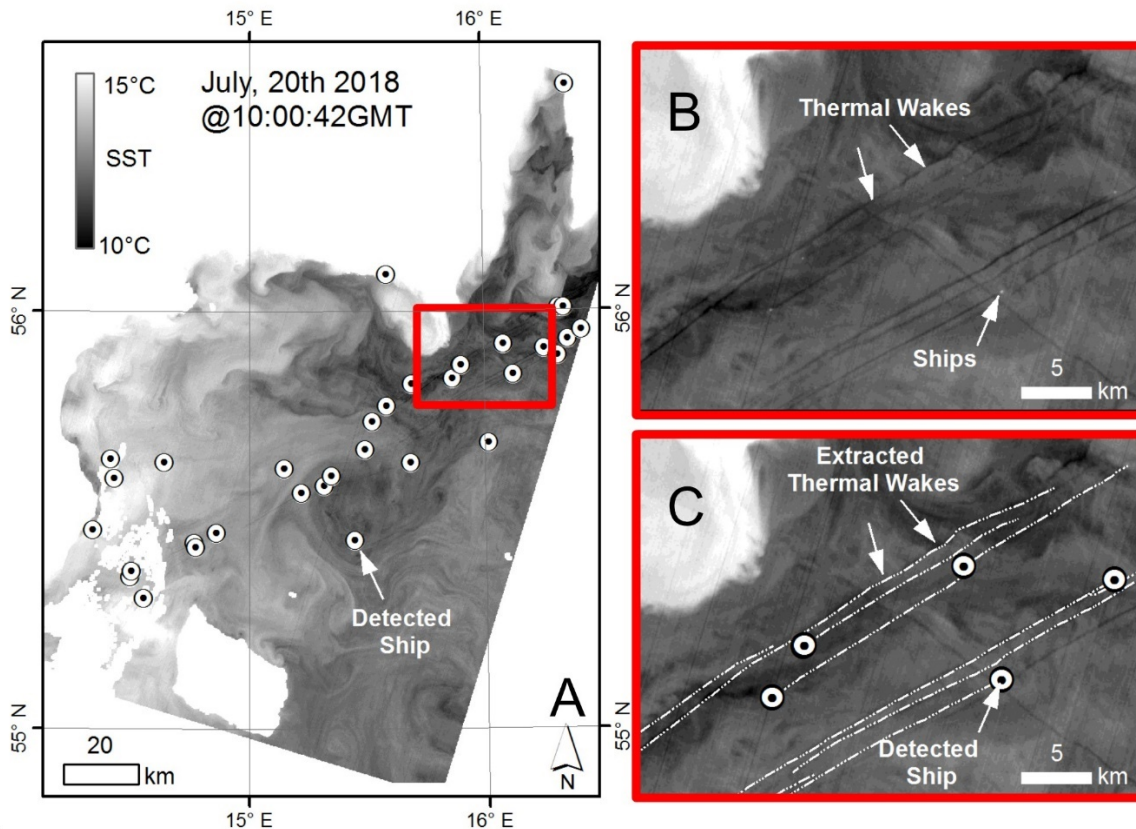 15° E
16° E
15°C
SST
10°C
July, 20th 2018
@10:00:42GMT
56° N
55° N
Detected
Ship
20
km
A
N
15° E
16° E
56° N
55° N
B
Thermal Wakes
Ships
5
km
C
Extracted
Thermal Wakes
Detected
Ship
5
km